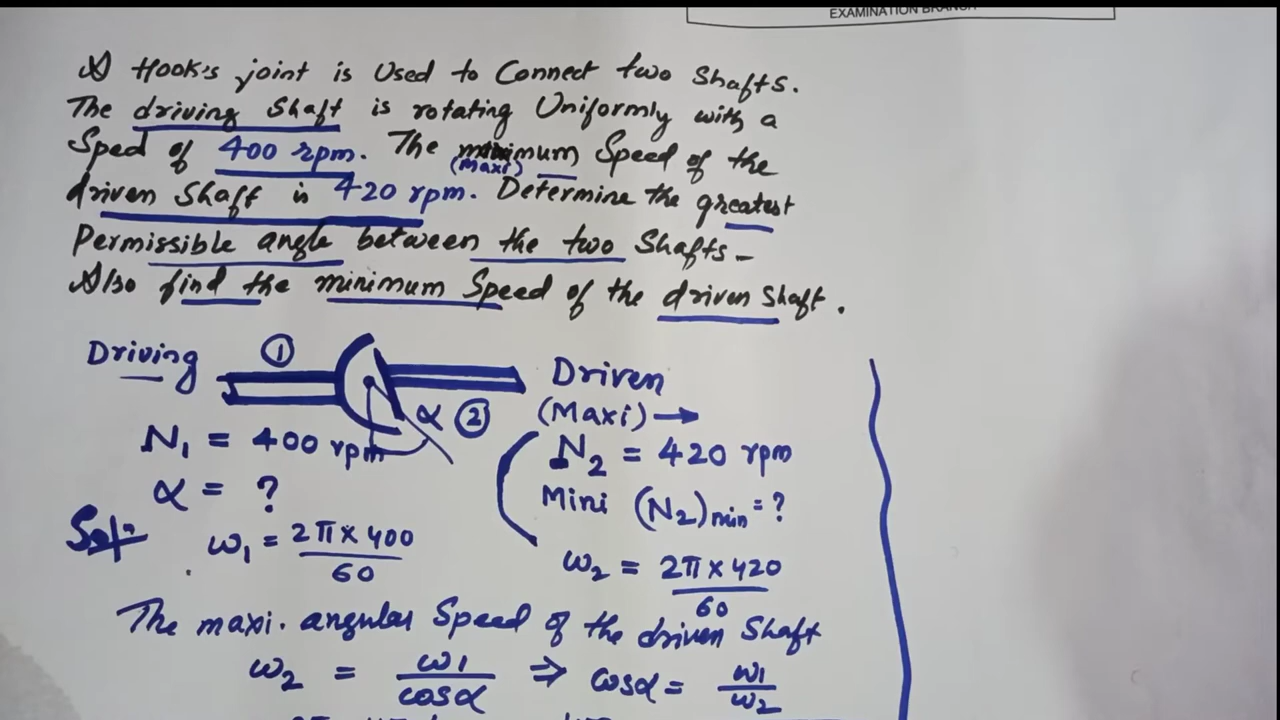 EXAMINATION BRANCH
A Hook's joint is Used to Connect two Shafts.
The driving Shaft is rotating Uniformly with a
Sped of 400 rpm. The minimum Speed of the
(Maxi)
driven Shaft is 420 rpm. Determine the greatest
Permissible angle between the two Shafts-
Also find the minimum Speed of the driven Shaft.
Driving ① Driven
α ② (Maxi) →
N₁ = 400 rpm N₂ = 420 rpm
α = ? Mini (N₂)min = ?
Sol:
ω₁ = 2π×400/60 ω₂ = 2π×420/60
The maxi. angular Speed of the driven Shaft
ω₂ = ω1/cosα ⇒ cosα = ω₁/ω₂